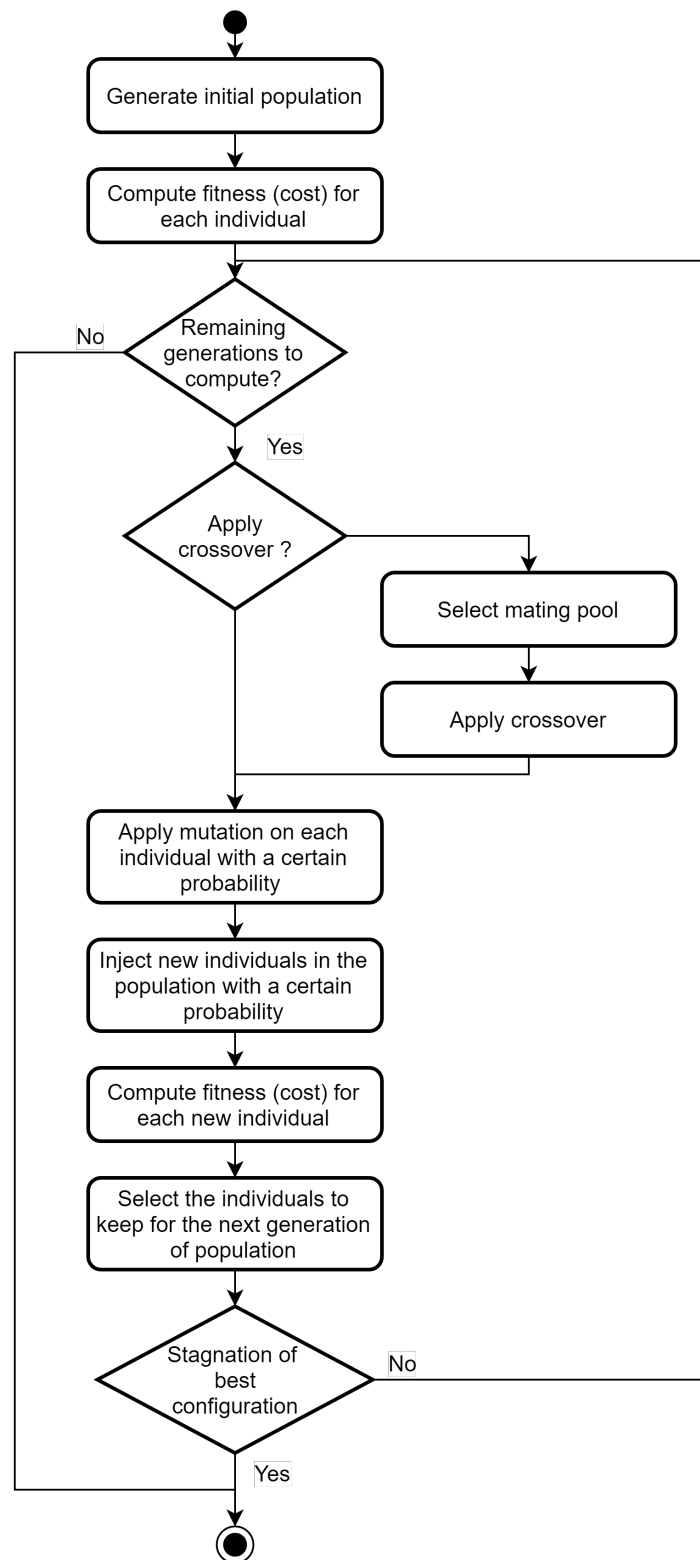 Generate initial population
Compute fitness (cost) for
each individual
Remaining
generations to
compute?
No
Yes
Apply
crossover ?
Select mating pool
Apply crossover
Apply mutation on each
individual with a certain
probability
Inject new individuals in the
population with a certain
probability
Compute fitness (cost) for
each new individual
Select the individuals to
keep for the next generation
of population
Stagnation of
best
configuration
No
Yes